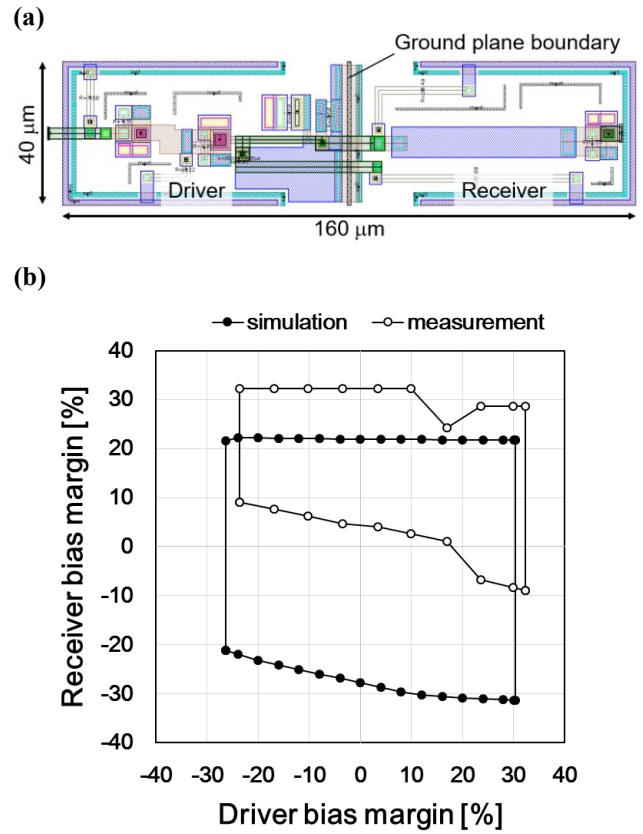 (a)
Ground plane boundary
40 μm
Driver
Receiver
160 μm
(b)
simulation measurement
Receiver bias margin [%]
40
30
20
10
0
-10
-20
-30
-40
-40 -30 -20 -10 0 10 20 30 40
Driver bias margin [%]